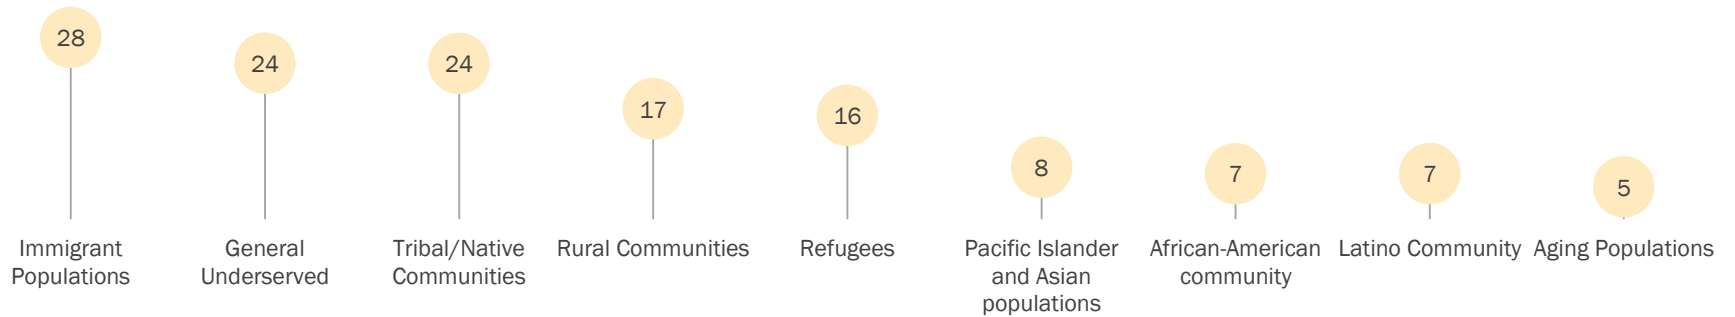 28
24
24
17
16
8
7
7
5
Immigrant
Populations
General
Underserved
Tribal/Native
Communities
Rural Communities
Refugees
Pacific Islander
and Asian
populations
African-American
community
Latino Community
Aging Populations